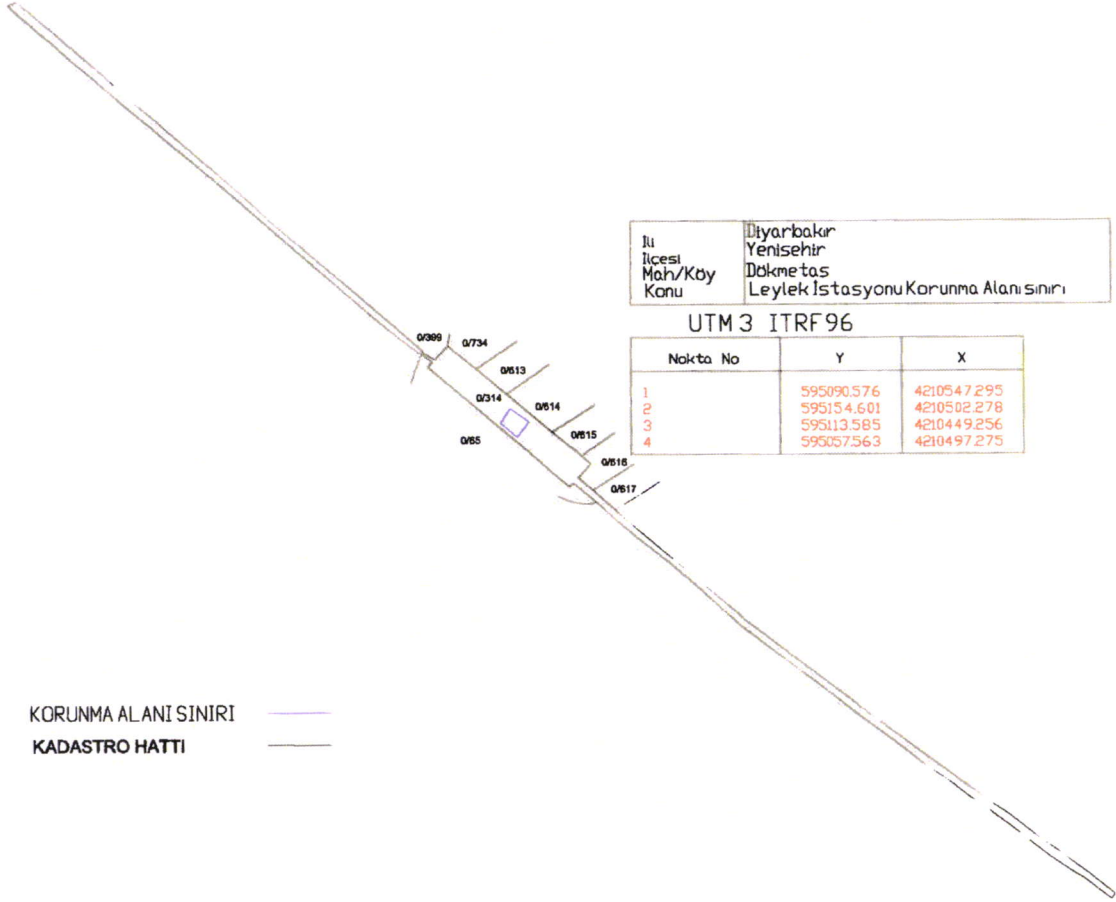 İli Diyarbakır
İlçesi Yenisehir
Mah/Köy Dökmetas
Konu Leylek İstasyonu Korunma Alanı sınırı
UTM 3 ITRF96
Nokta No Y X
1 595090.576 4210547.295
2 595154.601 4210502.278
3 595113.585 4210449.256
4 595057.563 4210497.275
0/399 0/734
0/613
0/314
0/614
0/65
0/615
0/616
0/617
KORUNMA ALANI SINIRI
KADASTRO HATTI